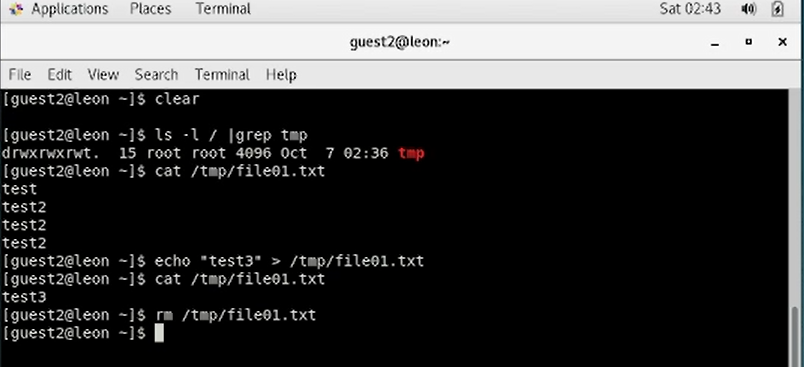 Applications Places Terminal Sat 02:43
guest2@leon:~
File Edit View Search Terminal Help
[guest2@leon ~]$ clear
[guest2@leon ~]$ ls -l / |grep tmp
drwxrwxrwt.  15 root root 4096 Oct  7 02:36 tmp
[guest2@leon ~]$ cat /tmp/file01.txt
test
test2
test2
test2
[guest2@leon ~]$ echo "test3" > /tmp/file01.txt
[guest2@leon ~]$ cat /tmp/file01.txt
test3
[guest2@leon ~]$ rm /tmp/file01.txt
[guest2@leon ~]$